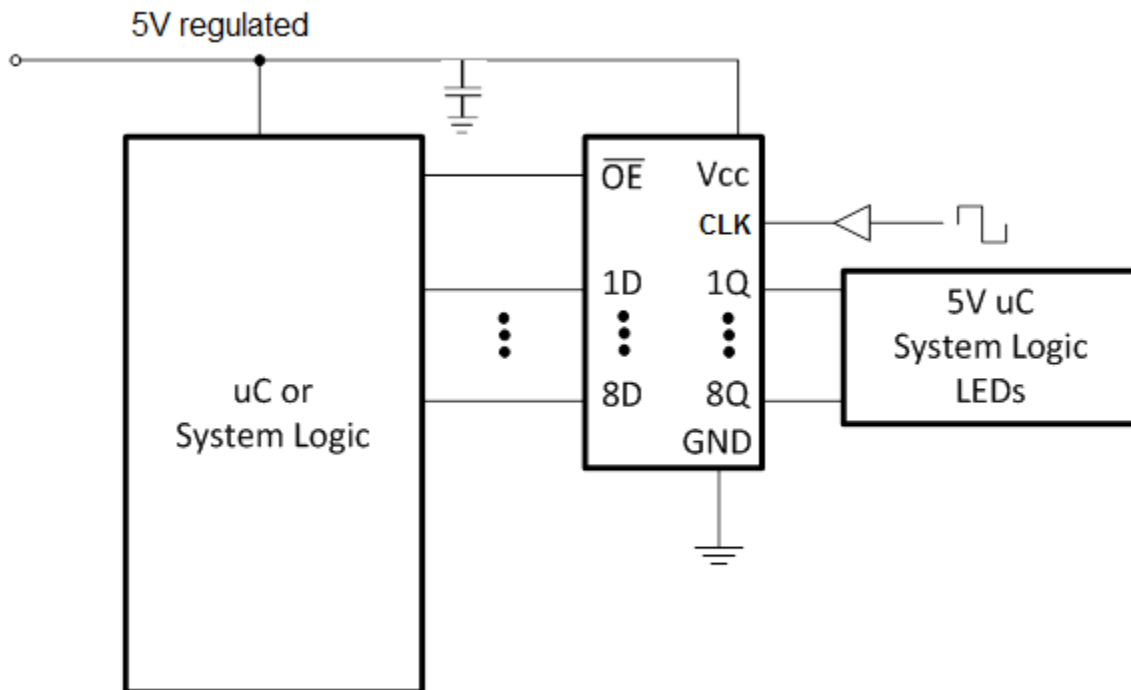 5V regulated
OE Vcc
CLK
1D 1Q
8D 8Q
GND
uC or
System Logic
5V uC
System Logic
LEDs